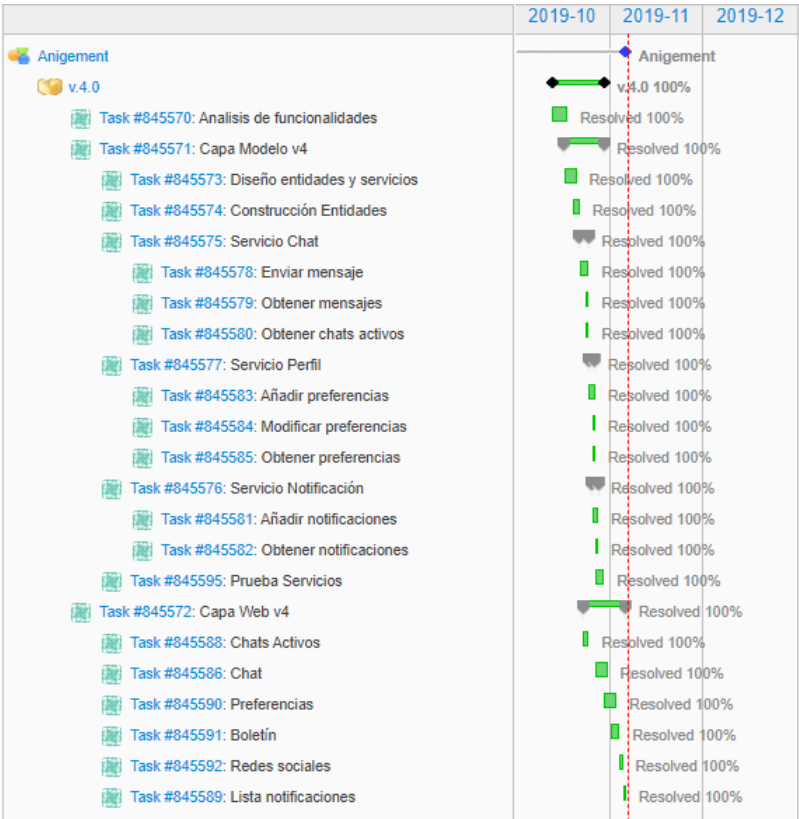 2019-10 2019-11 2019-12
Anigement Anigement
v.4.0 v.4.0 100%
Task #845570: Analisis de funcionalidades Resolved 100%
Task #845571: Capa Modelo v4 Resolved 100%
Task #845573: Diseño entidades y servicios Resolved 100%
Task #845574: Construcción Entidades Resolved 100%
Task #845575: Servicio Chat Resolved 100%
Task #845578: Enviar mensaje Resolved 100%
Task #845579: Obtener mensajes Resolved 100%
Task #845580: Obtener chats activos Resolved 100%
Task #845577: Servicio Perfil Resolved 100%
Task #845583: Añadir preferencias Resolved 100%
Task #845584: Modificar preferencias Resolved 100%
Task #845585: Obtener preferencias Resolved 100%
Task #845576: Servicio Notificación Resolved 100%
Task #845581: Añadir notificaciones Resolved 100%
Task #845582: Obtener notificaciones Resolved 100%
Task #845595: Prueba Servicios Resolved 100%
Task #845572: Capa Web v4 Resolved 100%
Task #845588: Chats Activos Resolved 100%
Task #845586: Chat Resolved 100%
Task #845590: Preferencias Resolved 100%
Task #845591: Boletín Resolved 100%
Task #845592: Redes sociales Resolved 100%
Task #845589: Lista notificaciones Resolved 100%